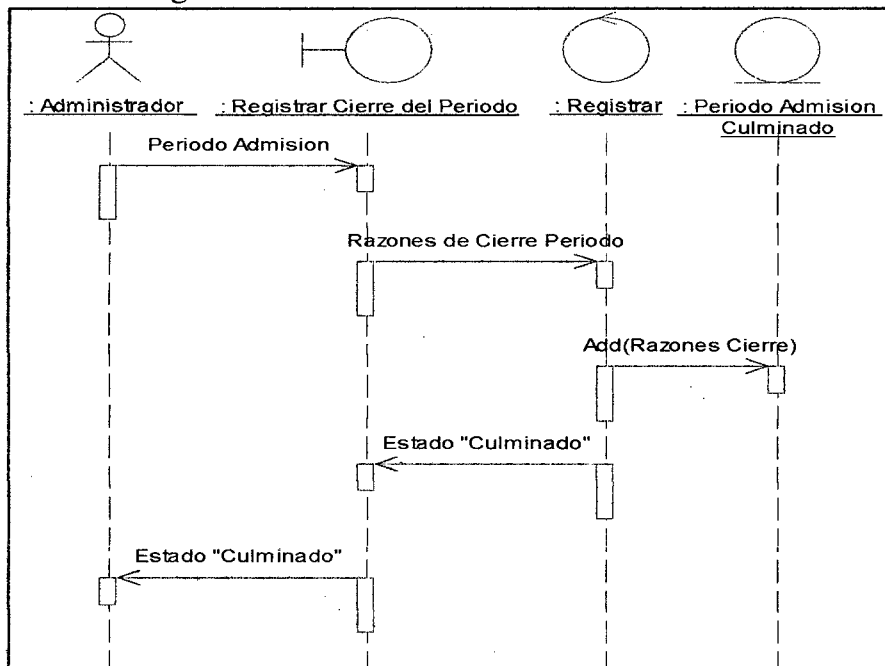 : Administrador : Registrar Cierre del Periodo : Registrar : Periodo Admision
Culminado
Periodo Admision
Razones de Cierre Periodo
Add(Razones Cierre)
Estado "Culminado"
Estado "Culminado"